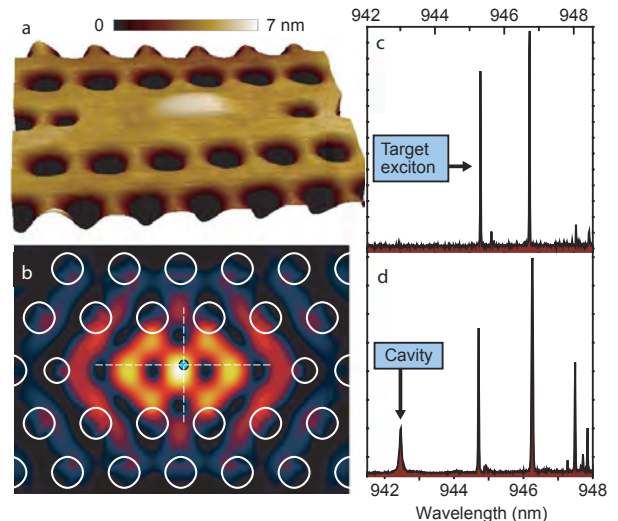 a
0
7 nm
b
942
944
946
948
c
Target
exciton
d
Cavity
942
944
946
948
Wavelength (nm)